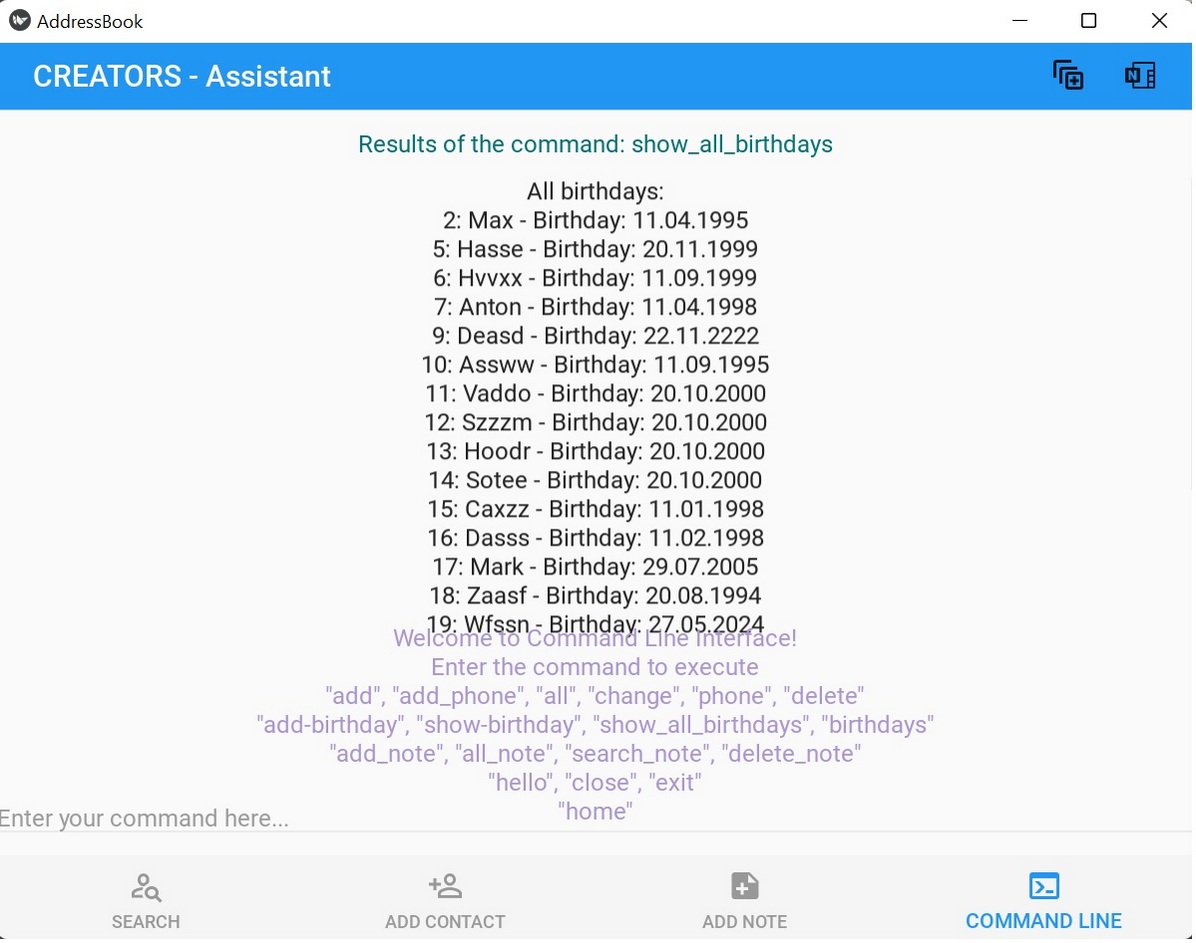 AddressBook
CREATORS - Assistant
N
Results of the command: show_all_birthdays
All birthdays:
2: Max - Birthday: 11.04.1995
5: Hasse - Birthday: 20.11.1999
6: Hvvxx - Birthday: 11.09.1999
7: Anton - Birthday: 11.04.1998
9: Deasd - Birthday: 22.11.2222
10: Assww - Birthday: 11.09.1995
11: Vaddo - Birthday: 20.10.2000
12: Szzzm - Birthday: 20.10.2000
13: Hoodr - Birthday: 20.10.2000
14: Sotee - Birthday: 20.10.2000
15: Caxzz - Birthday: 11.01.1998
16: Dasss - Birthday: 11.02.1998
17: Mark - Birthday: 29.07.2005
18: Zaasf - Birthday: 20.08.1994
19: Wfssn - Birthday: 27.05.2024
Welcome to Command Line Interface!
Enter the command to execute
"add", "add_phone", "all", "change", "phone", "delete"
"add-birthday", "show-birthday", "show_all_birthdays", "birthdays"
"add_note", "all_note", "search_note", "delete_note"
"hello", "close", "exit"
"home"
Enter your command here...
SEARCH
ADD CONTACT
ADD NOTE
COMMAND LINE